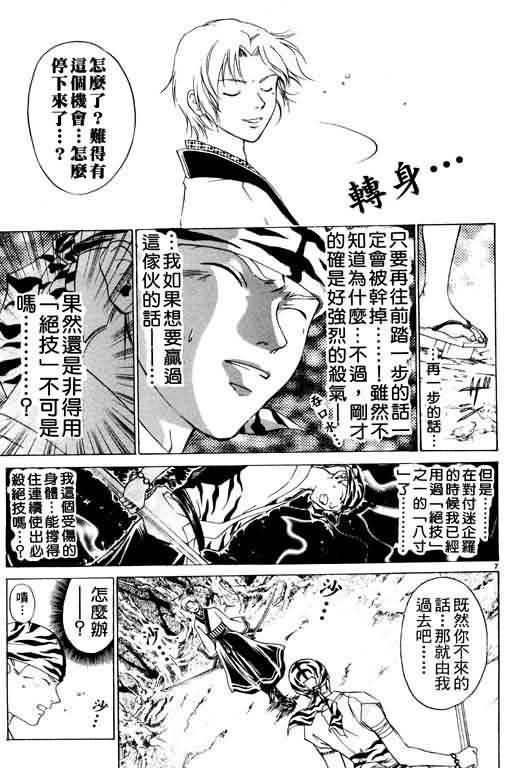 怎麼了？難得有
這個機會…怎麼
停下來了…？
轉身…
…再一步的話…
只要再往前踏一步的話一
定會被幹掉……！雖然不
知道為什麼…不過，剛才
的確是好強烈的殺氣——
…我如果想要贏過
這傢伙的話——
果然還是非得用
「絕技」不可是
嗎…………？
但是…
在對付迷企羅
的時候我已經
用過「絕技」
之一的「八寸」
了……
我這個受傷的
身體…能撐得
住連續使出必
殺絕技嗎…？
7
既然你不來的
話…那就由我
過去吧……
沙…
沙…
怎麼辦
——？
嘖…